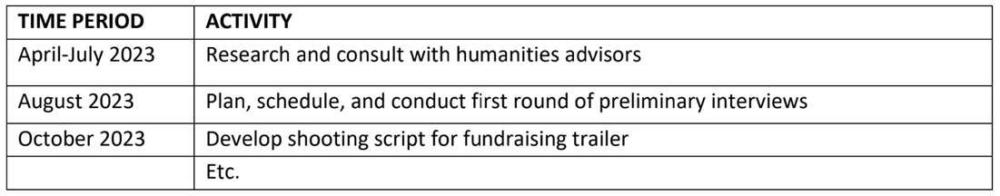 TIME PERIOD ACTIVITY
April-July 2023 Research and consult with humanities advisors
August 2023 Plan, schedule, and conduct first round of preliminary interviews
October 2023 Develop shooting script for fundraising trailer
Etc.